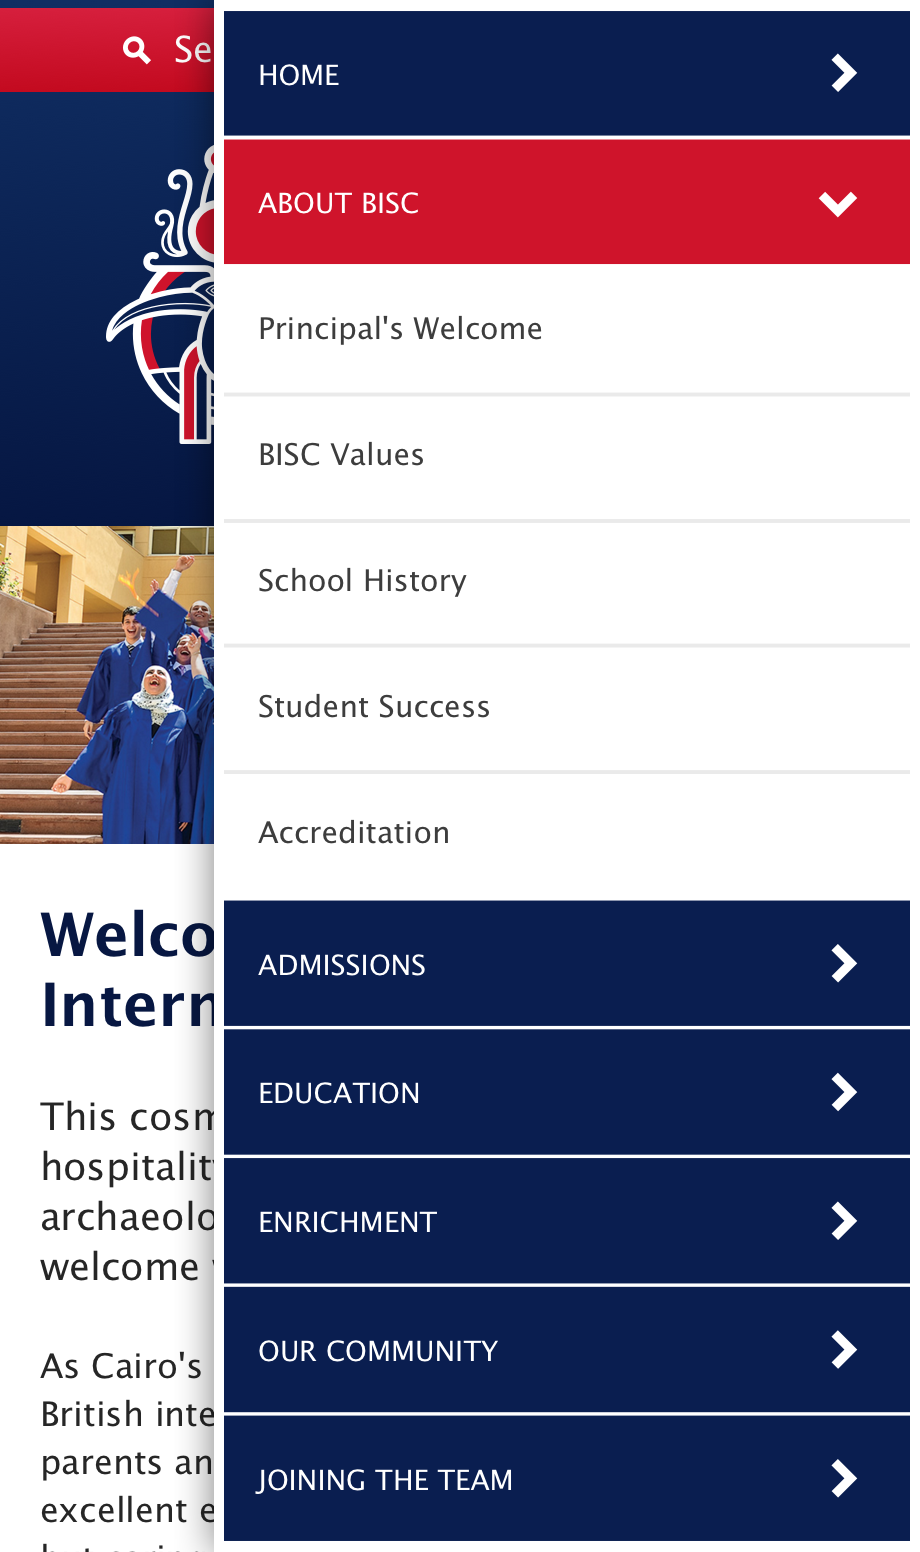 HOME
ABOUT BISC
Principal's Welcome
BISC Values
School History
Student Success
Accreditation
ADMISSIONS
EDUCATION
ENRICHMENT
OUR COMMUNITY
JOINING THE TEAM
Se
Welco
Intern
This cosm
hospitality
archaeolo
welcome
As Cairo's
British inte
parents an
excellent e